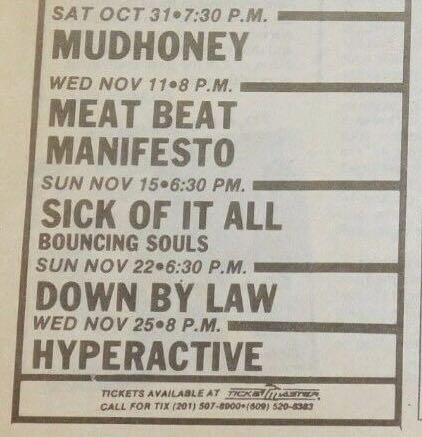 SAT OCT 31•7:30 P.M.
MUDHONEY
WED NOV 11•8 P.M.
MEAT BEAT
MANIFESTO
SUN NOV 15•6:30 PM.
SICK OF IT ALL
BOUNCING SOULS
SUN NOV 22•6:30 P.M.
DOWN BY LAW
WED NOV 25•8 P.M.
HYPERACTIVE
TICKETS AVAILABLE AT TICKETMASTER
CALL FOR TIX (201) 507-8900•(609) 520-8383